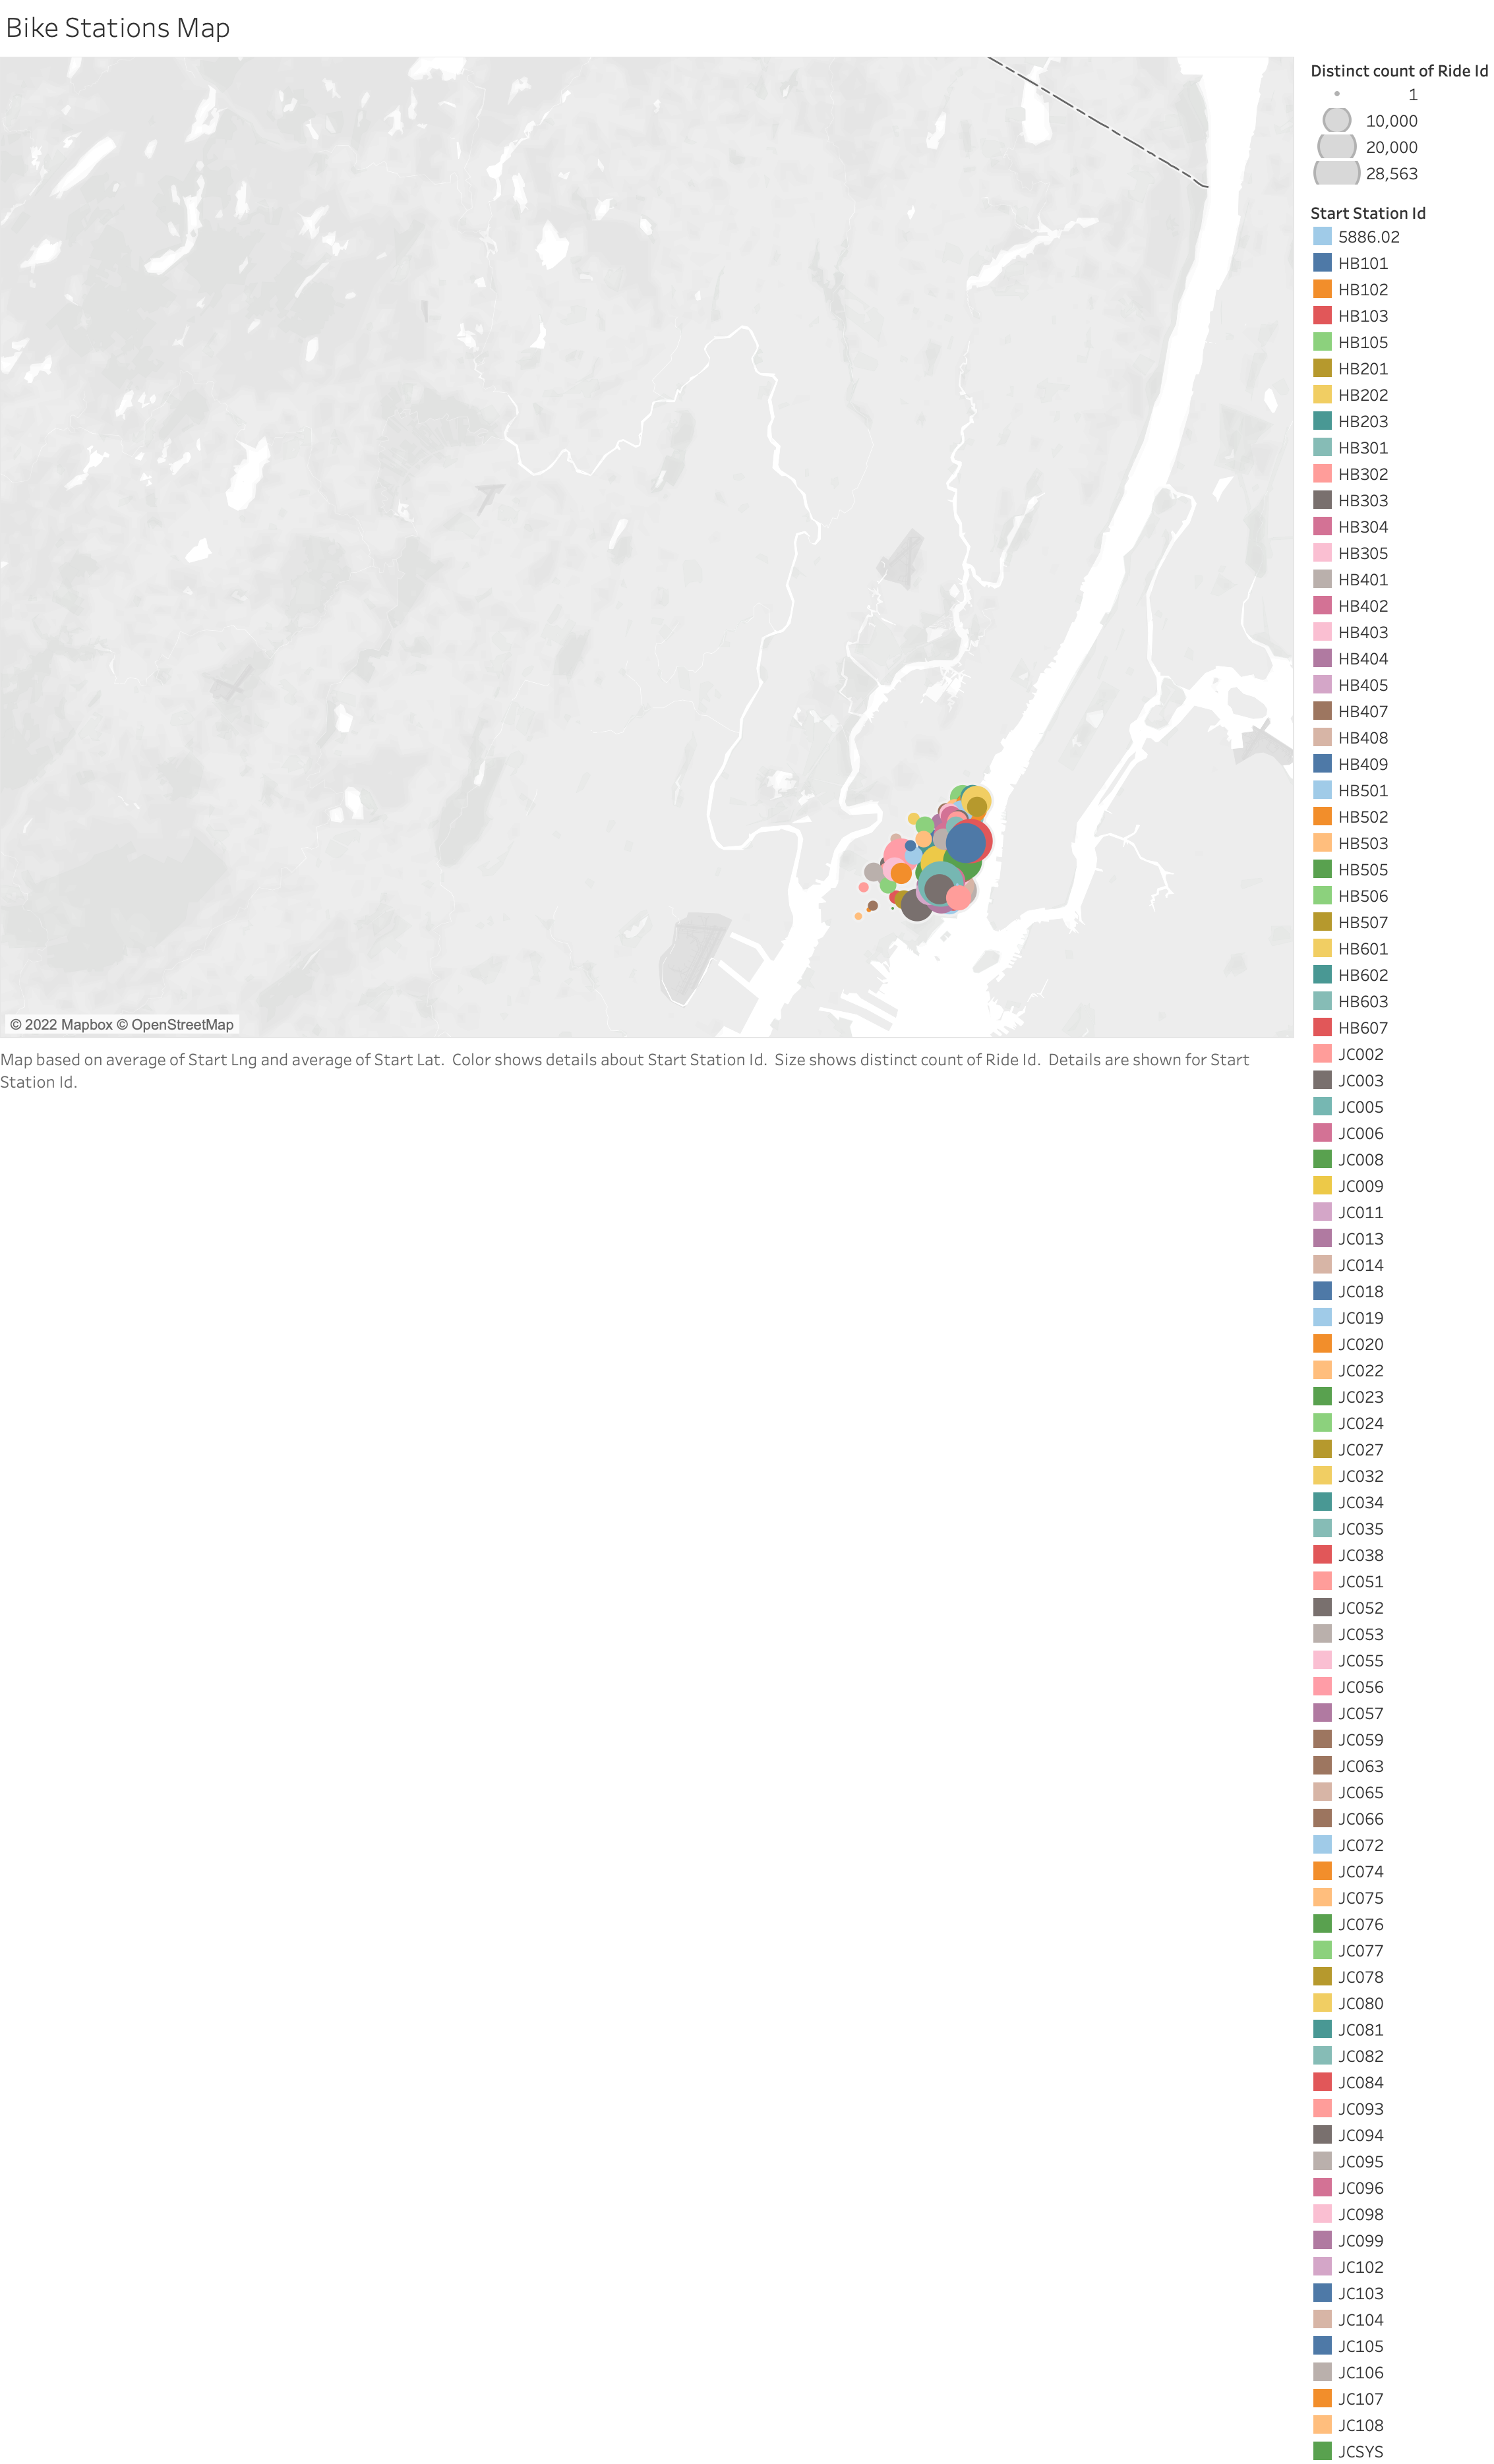 Bike Stations Map
Distinct count of Ride Id
1
10,000
20,000
28,563
Start Station Id
5886.02
HB101
HB102
HB103
HB105
HB201
HB202
HB203
HB301
HB302
HB303
HB304
HB305
HB401
HB402
HB403
HB404
HB405
HB407
HB408
HB409
HB501
HB502
HB503
HB505
HB506
HB507
HB601
HB602
HB603
HB607
JC002
JC003
JC005
JC006
JC008
JC009
JC011
JC013
JC014
JC018
JC019
JC020
JC022
JC023
JC024
JC027
JC032
JC034
JC035
JC038
JC051
JC052
JC053
JC055
JC056
JC057
JC059
JC063
JC065
JC066
JC072
JC074
JC075
JC076
JC077
JC078
JC080
JC081
JC082
JC084
JC093
JC094
JC095
JC096
JC098
JC099
JC102
JC103
JC104
JC105
JC106
JC107
JC108
JCSYS
© 2022 Mapbox © OpenStreetMap
Map based on average of Start Lng and average of Start Lat.  Color shows details about Start Station Id.  Size shows distinct count of Ride Id.  Details are shown for Start
Station Id.